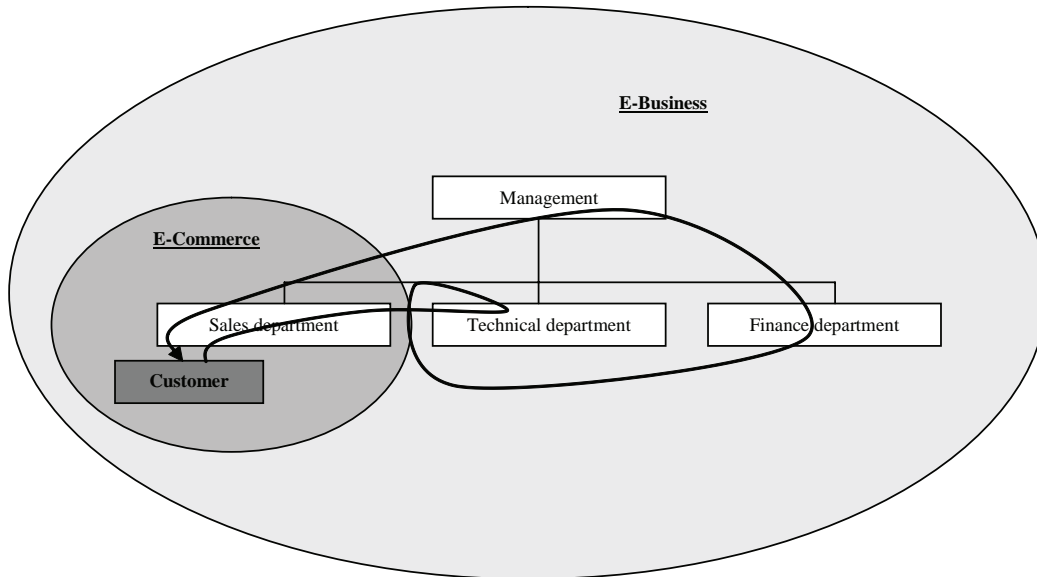 E-Business
Management
E-Commerce
Sales department
Technical department
Finance department
Customer